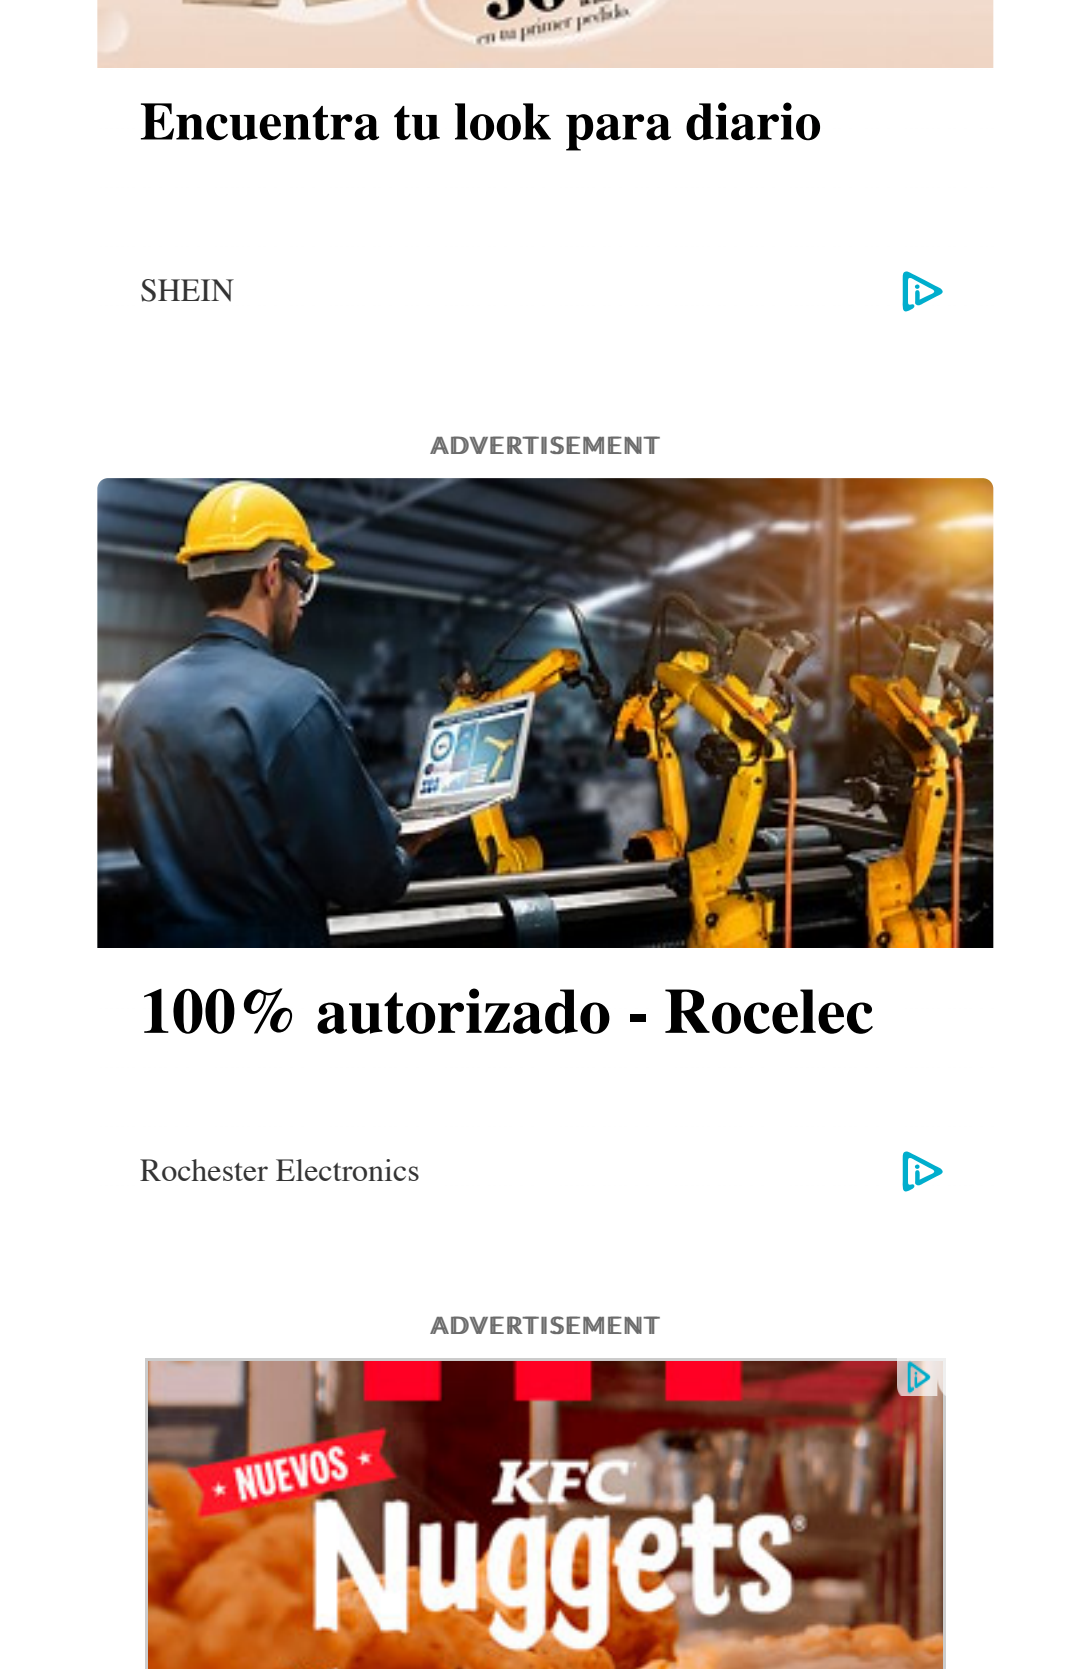 en tu primer pedido.
Encuentra tu look para diario
SHEIN
ADVERTISEMENT
100% autorizado - Rocelec
Rochester Electronics
ADVERTISEMENT
NUEVOS
KFC
Nuggets®